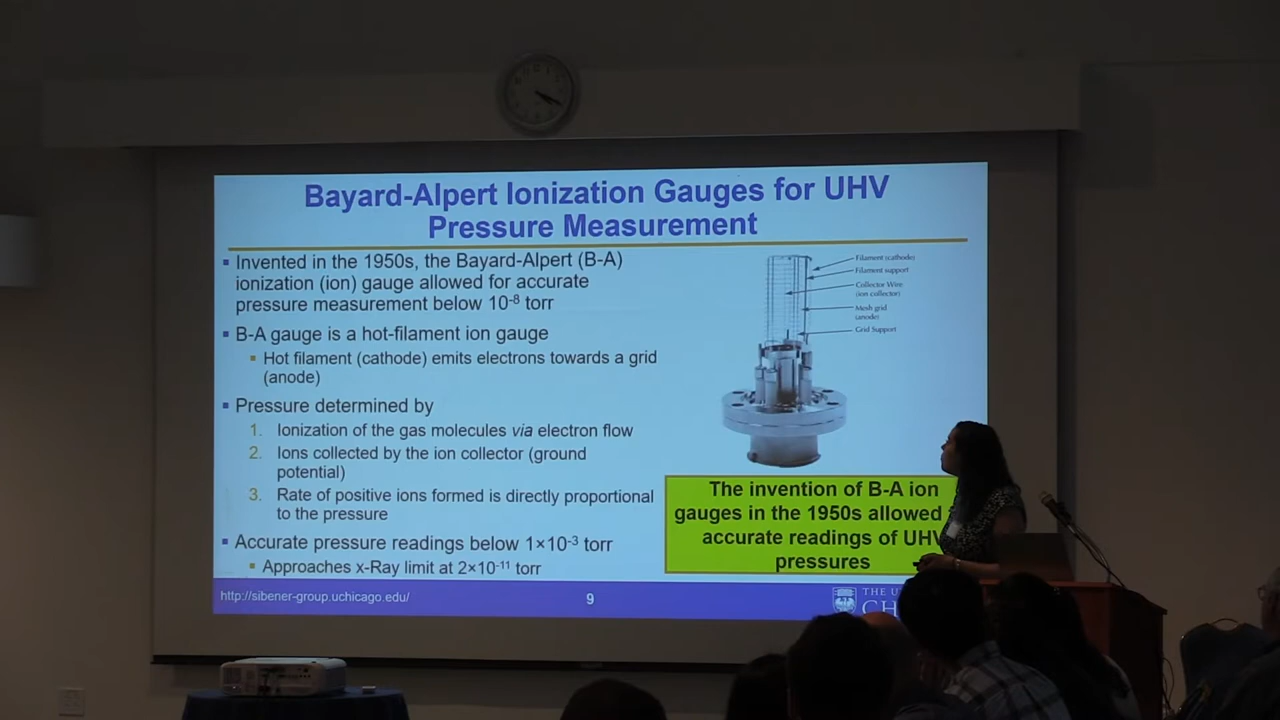 Bayard-Alpert Ionization Gauges for UHV
Pressure Measurement
Invented in the 1950s, the Bayard-Alpert (B-A)
ionization (ion) gauge allowed for accurate
pressure measurement below 10⁻⁸ torr
B-A gauge is a hot-filament ion gauge
Hot filament (cathode) emits electrons towards a grid
(anode)
Pressure determined by
1. Ionization of the gas molecules via electron flow
2. Ions collected by the ion collector (ground
potential)
3. Rate of positive ions formed is directly proportional
to the pressure
Accurate pressure readings below 1×10⁻³ torr
Approaches x-Ray limit at 2×10⁻¹¹ torr
Filament (cathode)
Filament support
Collector Wire
(ion collector)
Mesh grid
(anode)
Grid Support
The invention of B-A ion
gauges in the 1950s allowed
accurate readings of UHV
pressures
http://sibener-group.uchicago.edu/
9
THE U
CH